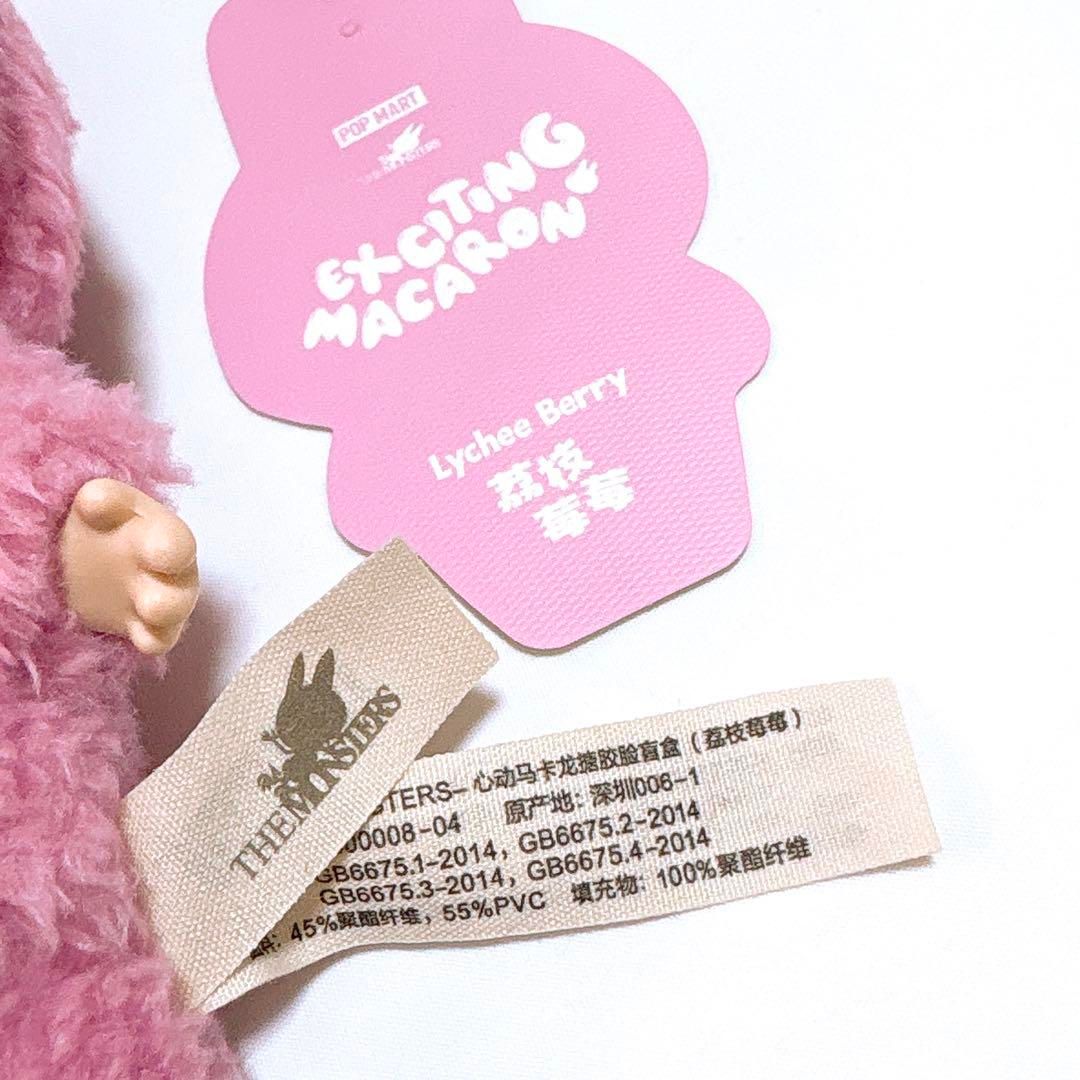 POP MART
THE MONSTERS
EXCITING
MACARON
Lychee Berry
荔枝
莓莓
THE MONSTERS
STERS- 心动马卡龙搪胶脸盲盒(荔枝莓莓)
0008-04 原产地: 深圳006-1
GB6675.1-2014, GB6675.2-2014
GB6675.3-2014, GB6675.4-2014
45%聚酯纤维, 55%PVC 填充物: 100%聚酯纤维